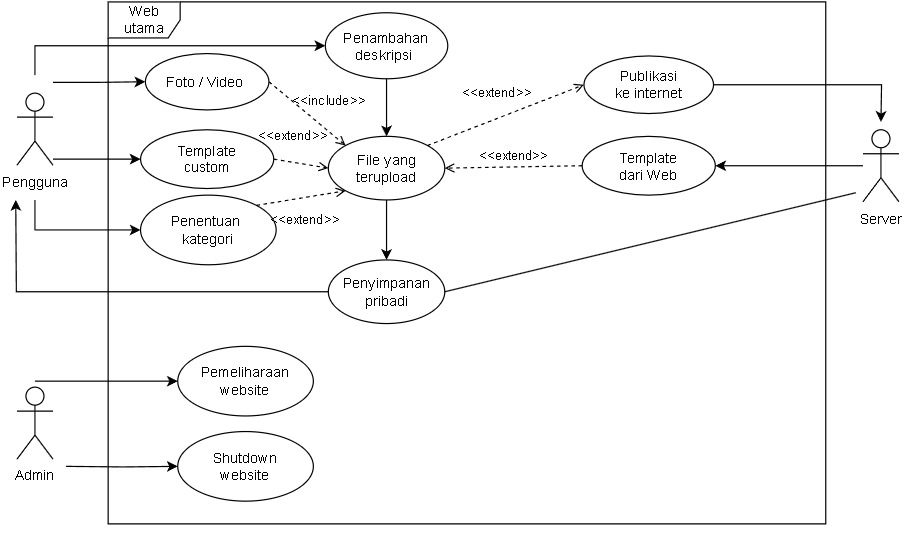 Web
utama
Penambahan
deskripsi
Foto / Video
<<include>>
<<extend>>
Publikasi
ke internet
<<extend>>
Template
custom
File yang
terupload
<<extend>>
Template
dari Web
Pengguna
Server
Penentuan
kategori
<<extend>>
Penyimpanan
pribadi
Pemeliharaan
website
Admin
Shutdown
website